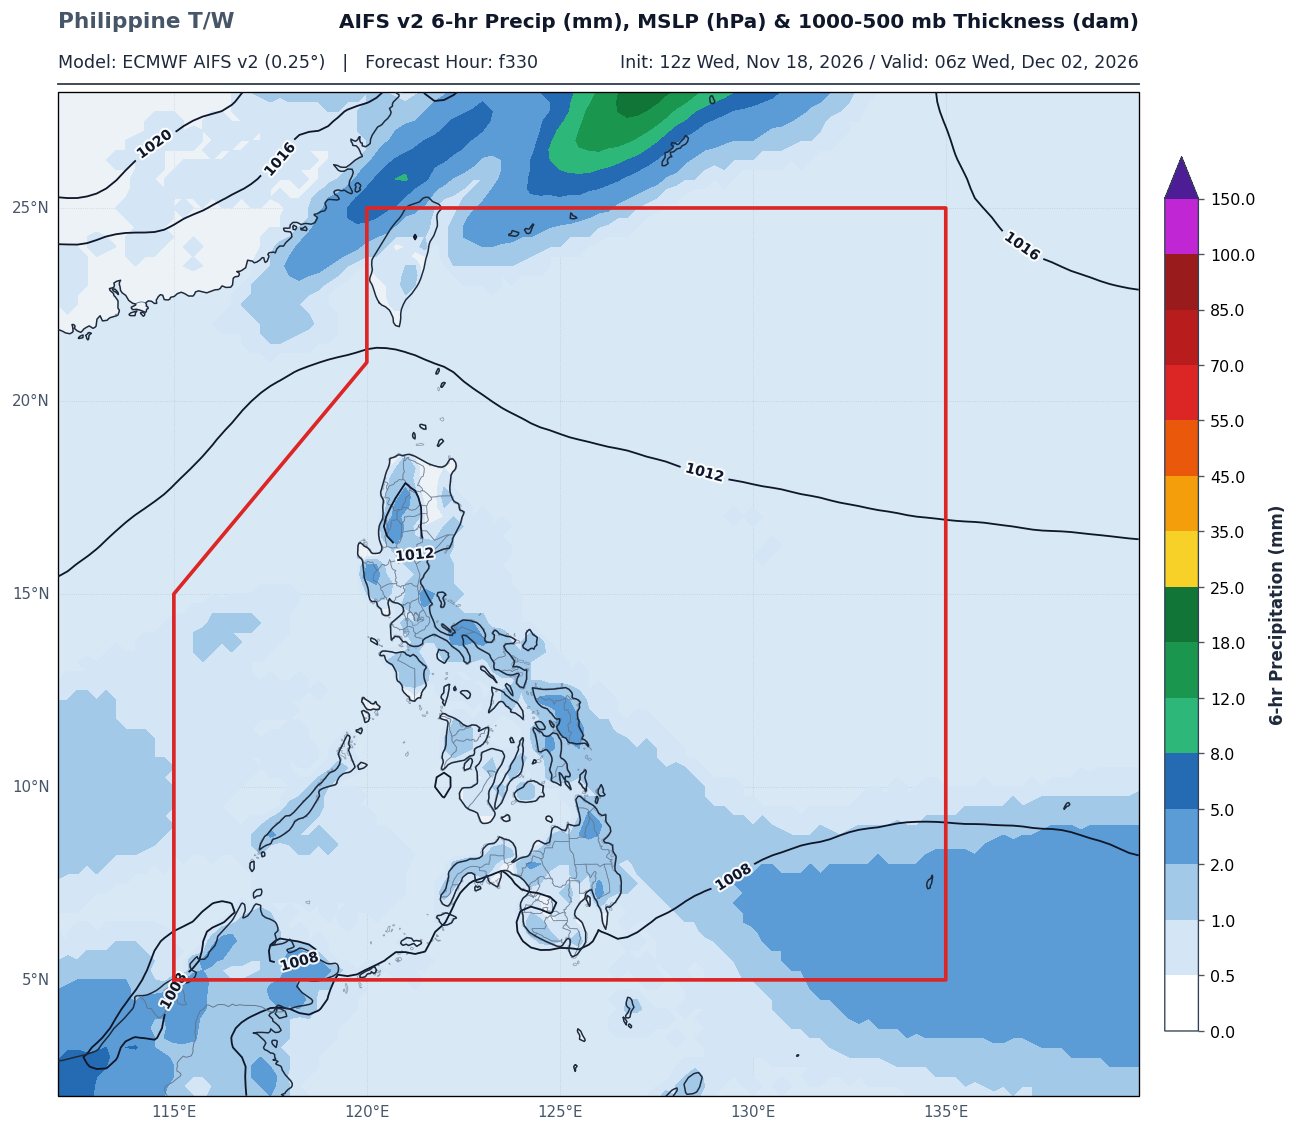 Philippine T/W
AIFS v2 6-hr Precip (mm), MSLP (hPa) & 1000-500 mb Thickness (dam)
Model: ECMWF AIFS v2 (0.25°) | Forecast Hour: f330
Init: 12z Wed, Nov 18, 2026 / Valid: 06z Wed, Dec 02, 2026
1020
1016
1016
1012
1012
1008
1008
1008
25°N
20°N
15°N
10°N
5°N
115°E
120°E
125°E
130°E
135°E
150.0
100.0
85.0
70.0
55.0
45.0
35.0
25.0
18.0
12.0
8.0
5.0
2.0
1.0
0.5
0.0
6-hr Precipitation (mm)